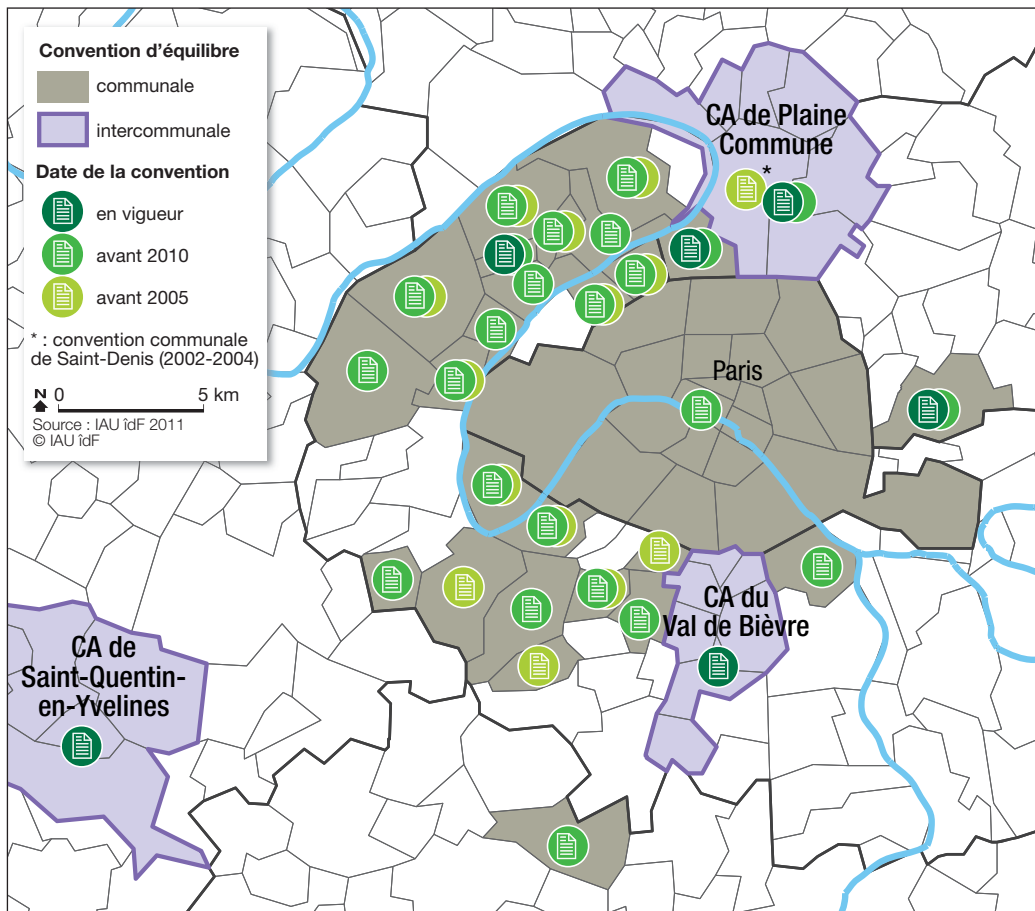 Convention d'équilibre
communale
intercommunale
Date de la convention
en vigueur
avant 2010
avant 2005
* : convention communale
de Saint-Denis (2002-2004)
N 0 5 km
Source : IAU îdF 2011
© IAU îdF
CA de Plaine
Commune
*
Paris
CA du
Val de Bièvre
CA de
Saint-Quentin-
en-Yvelines